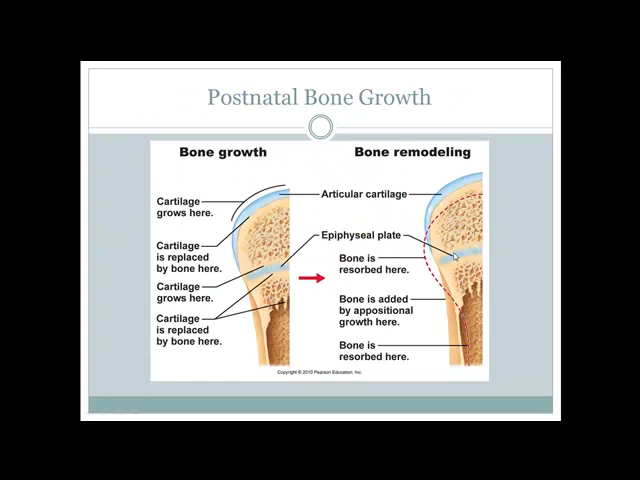 Postnatal Bone Growth
Bone growth
Bone remodeling
Cartilage
grows here.
Cartilage
is replaced
by bone here.
Cartilage
grows here.
Cartilage
is replaced
by bone here.
Articular cartilage
Epiphyseal plate
Bone is
resorbed here.
Bone is added
by appositional
growth here.
Bone is
resorbed here.
Copyright © 2010 Pearson Education, Inc.